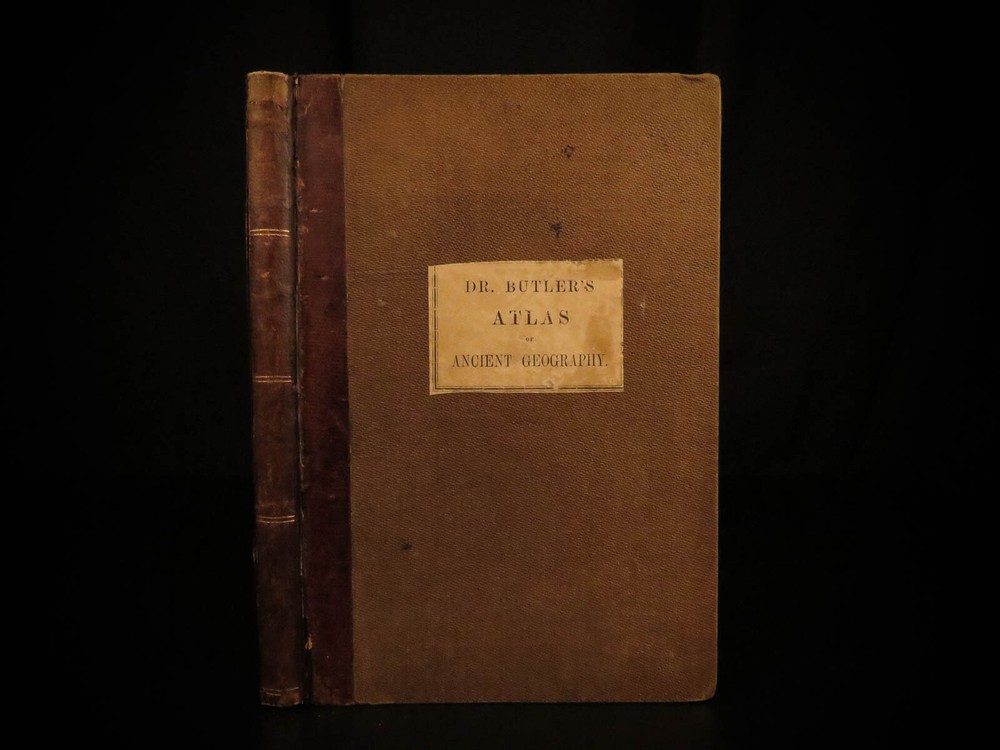 DR. BUTLER'S
ATLAS
OF
ANCIENT GEOGRAPHY.